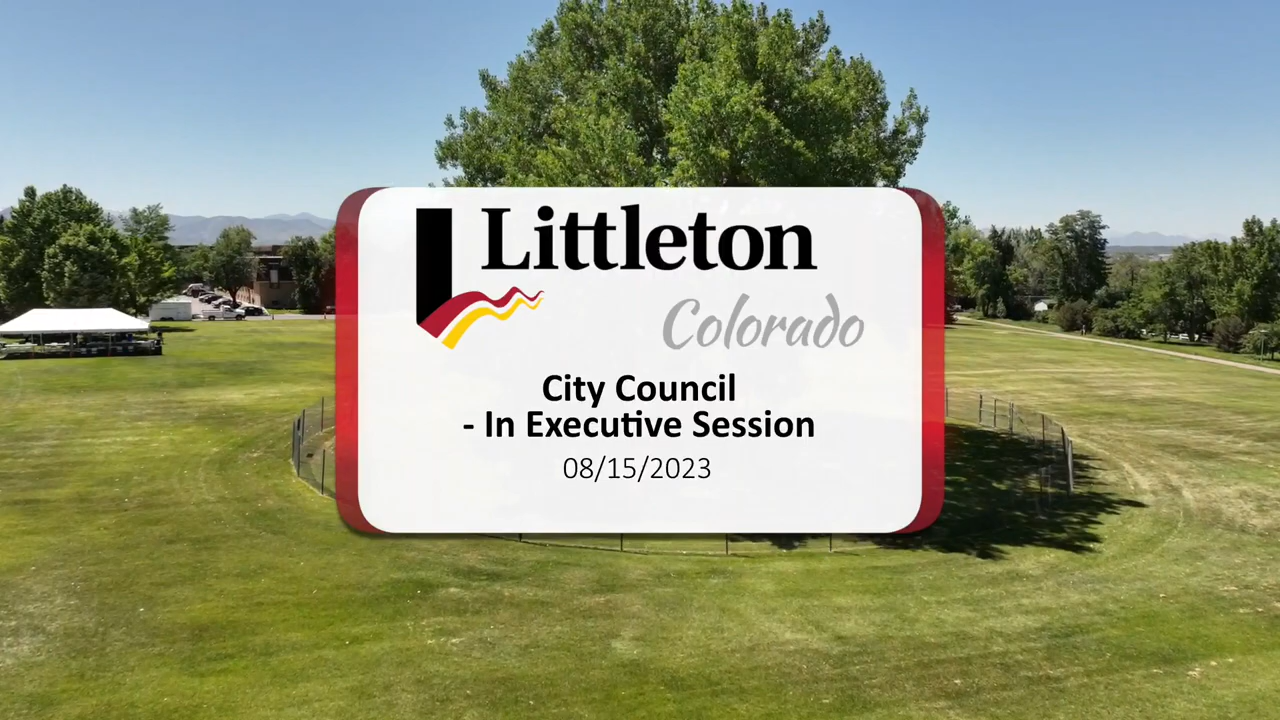 Littleton
Colorado
City Council
- In Executive Session
08/15/2023